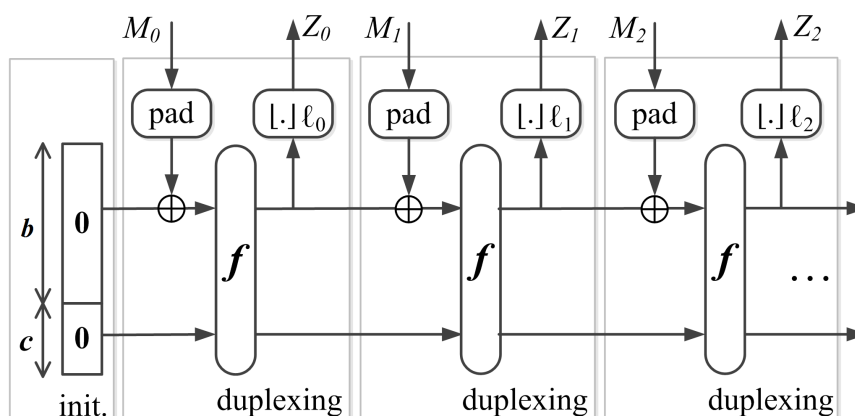 M₀ Z₀ M₁ Z₁ M₂ Z₂
pad ⌊.⌋ℓ₀ pad ⌊.⌋ℓ₁ pad ⌊.⌋ℓ₂
b 0
f f f ...
c 0
init. duplexing duplexing duplexing